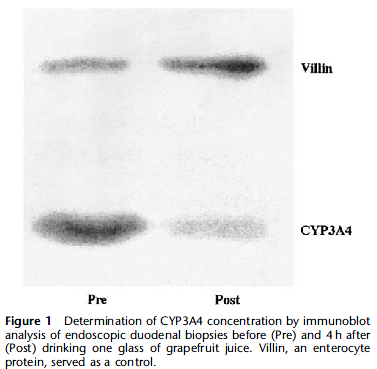 Villin
CYP3A4
Pre Post
Figure 1 Determination of CYP3A4 concentration by immunoblot
analysis of endoscopic duodenal biopsies before (Pre) and 4 h after
(Post) drinking one glass of grapefruit juice. Villin, an enterocyte
protein, served as a control.